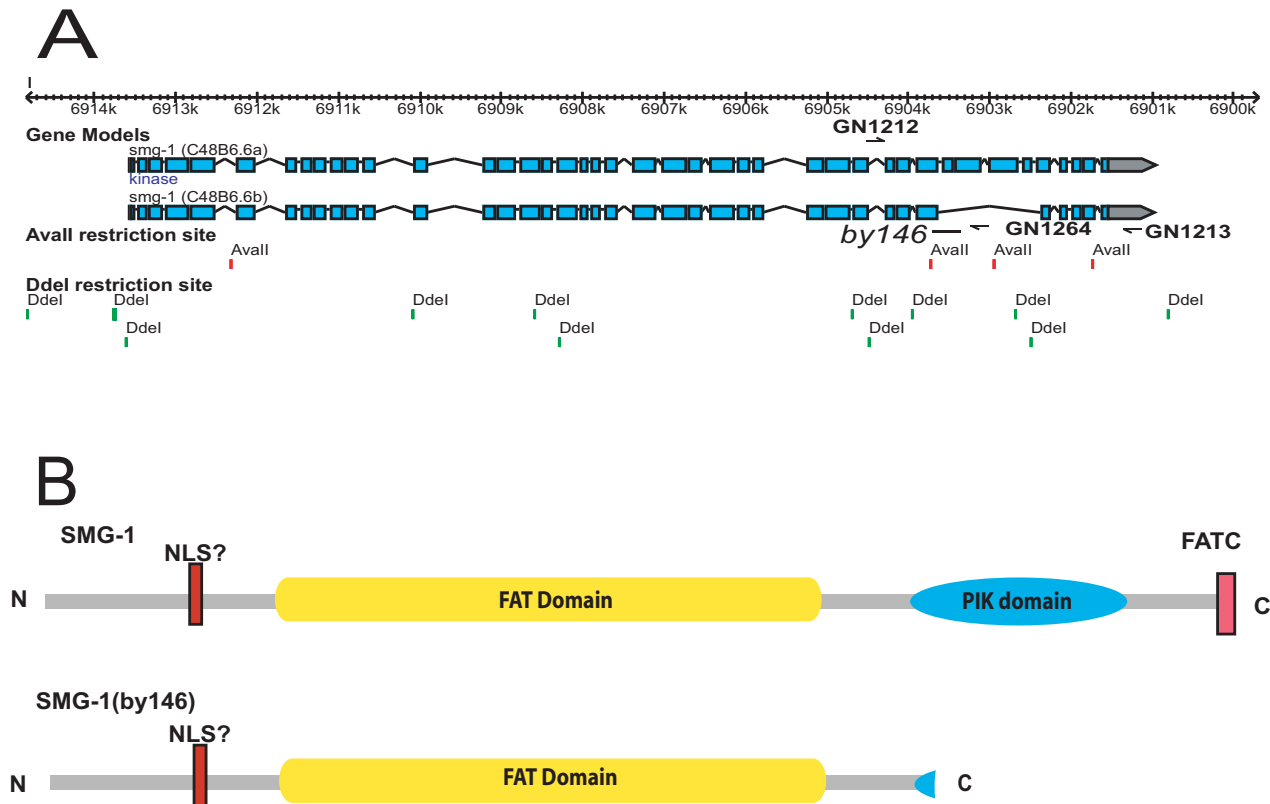 A
I
6914k 6913k 6912k 6911k 6910k 6909k 6908k 6907k 6906k 6905k 6904k 6903k 6902k 6901k 6900k
Gene Models
GN1212
smg-1 (C48B6.6a)
kinase
smg-1 (C48B6.6b)
AvaII restriction site
by146
GN1264
GN1213
AvaII AvaII AvaII AvaII
DdeI restriction site
DdeI DdeI DdeI DdeI DdeI DdeI DdeI DdeI
DdeI DdeI DdeI DdeI
B
SMG-1
NLS?
FATC
N
FAT Domain
PIK domain
C
SMG-1(by146)
NLS?
N
FAT Domain
C